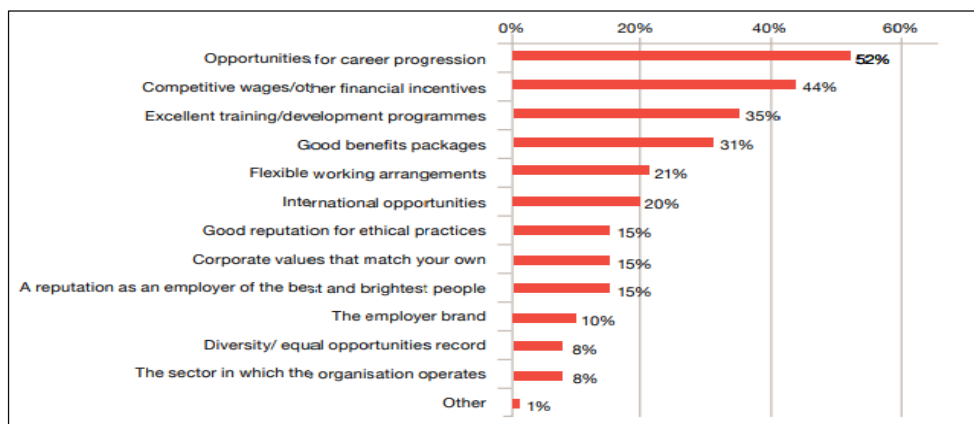 0% 20% 40% 60%
Opportunities for career progression 52%
Competitive wages/other financial incentives 44%
Excellent training/development programmes 35%
Good benefits packages 31%
Flexible working arrangements 21%
International opportunities 20%
Good reputation for ethical practices 15%
Corporate values that match your own 15%
A reputation as an employer of the best and brightest people 15%
The employer brand 10%
Diversity/ equal opportunities record 8%
The sector in which the organisation operates 8%
Other 1%